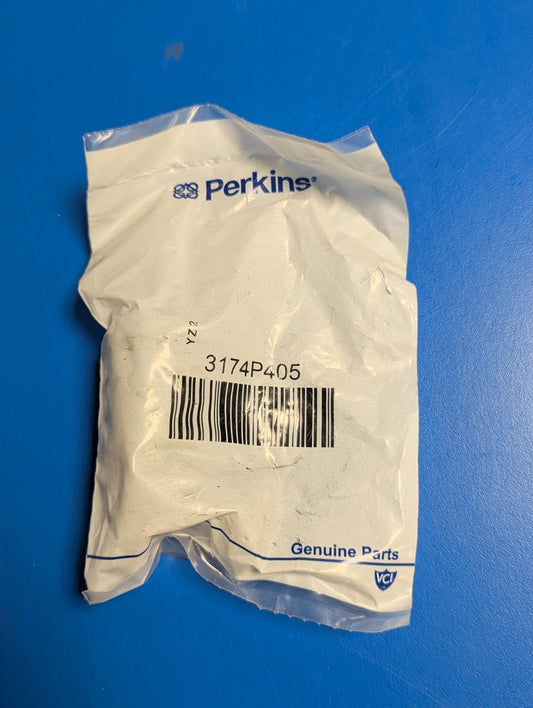 Perkins®
YZ2
3174P405
Genuine Parts
VCI